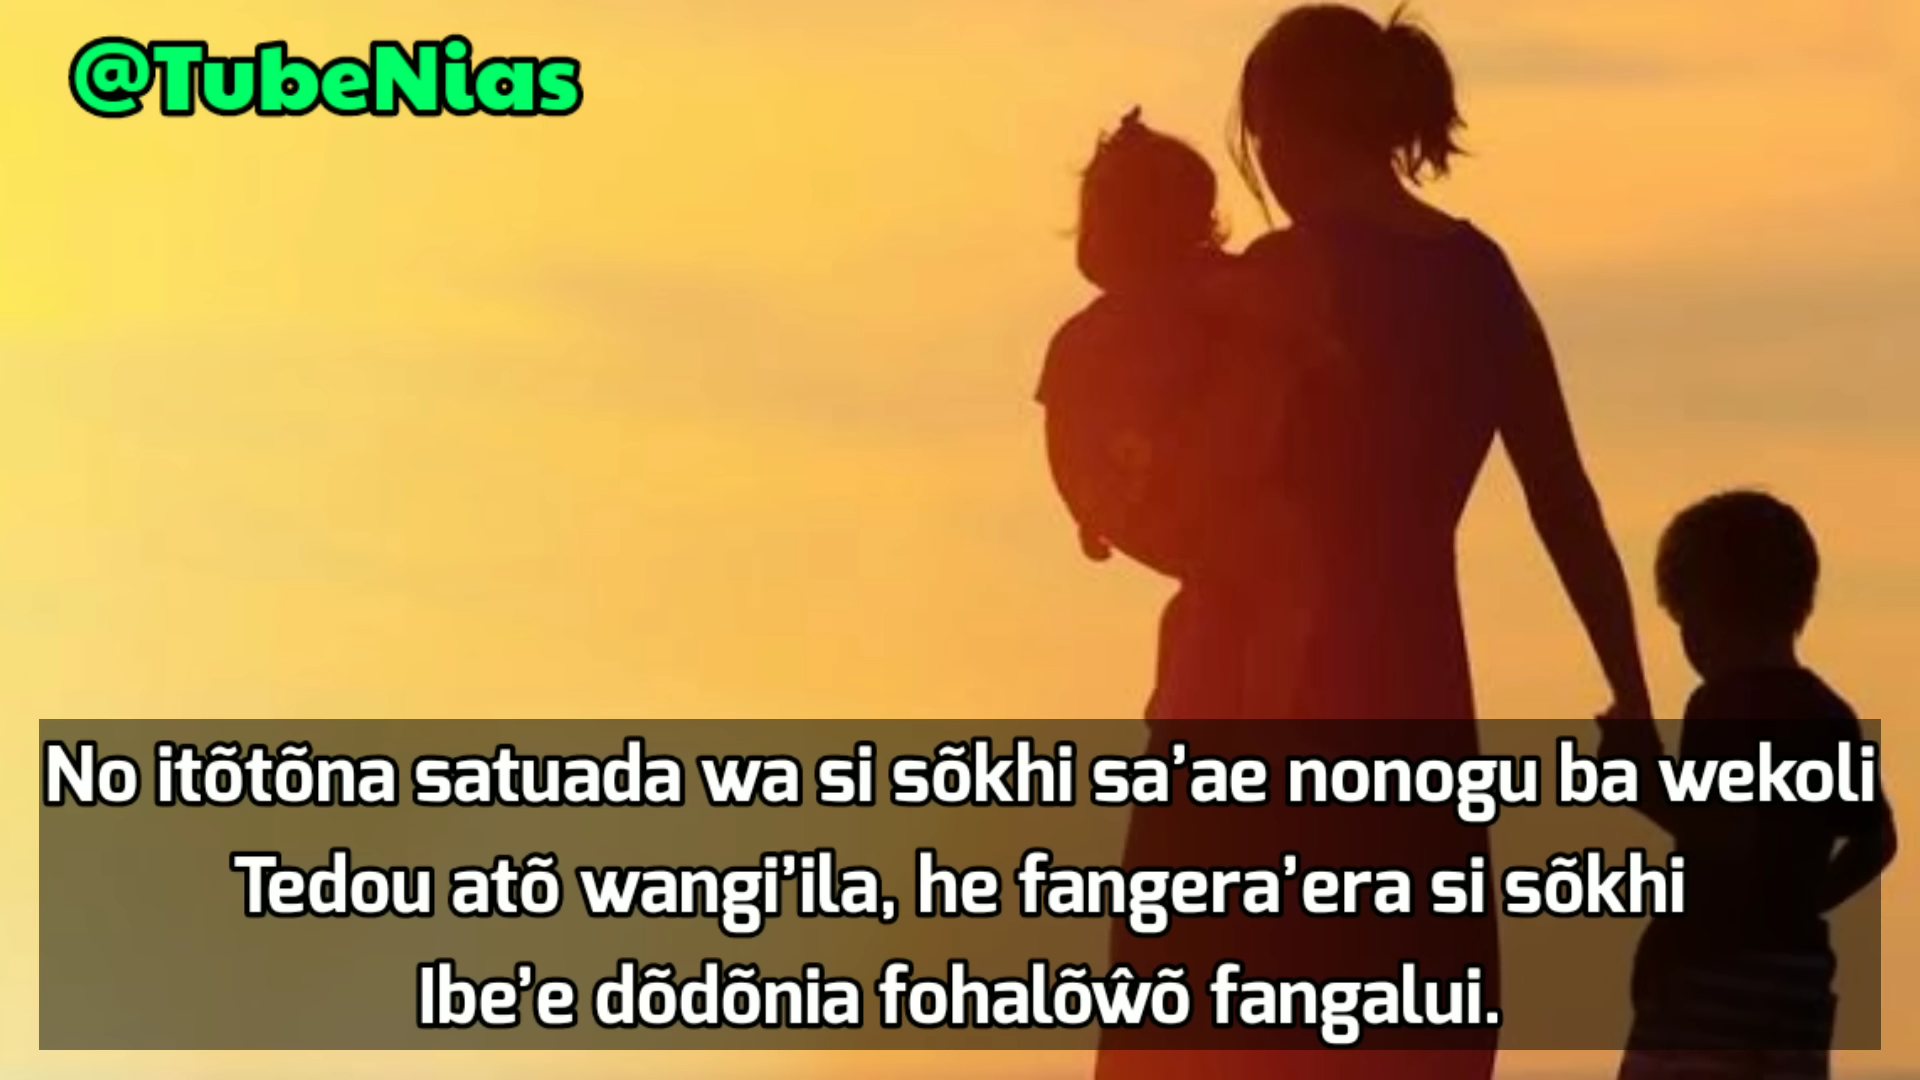 @TubeNias
No itõtõna satuada wa si sõkhi sa’ae nonogu ba wekoli
Tedou atõ wangi’ila, he fangera’era si sõkhi
Ibe’e dõdõnia fohalõŵõ fangalui.